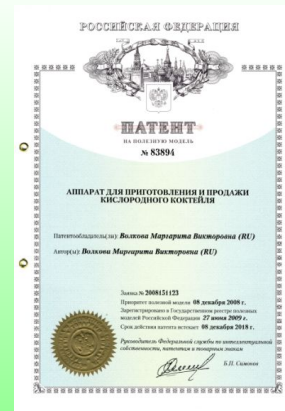 РОССИЙСКАЯ ФЕДЕРАЦИЯ
ПАТЕНТ
НА ПОЛЕЗНУЮ МОДЕЛЬ
№ 83894
АППАРАТ ДЛЯ ПРИГОТОВЛЕНИЯ И ПРОДАЖИ
КИСЛОРОДНОГО КОКТЕЙЛЯ
Патентообладатель(ли): Волкова Маргарита Викторовна (RU)
Автор(ы): Волкова Маргарита Викторовна (RU)
Заявка № 2008151123
Приоритет полезной модели 08 декабря 2008 г.
Зарегистрировано в Государственном реестре полезных
моделей Российской Федерации 27 июня 2009 г.
Срок действия патента истекает 08 декабря 2018 г.
Руководитель Федеральной службы по интеллектуальной
собственности, патентам и товарным знакам
Б.П. Симонов